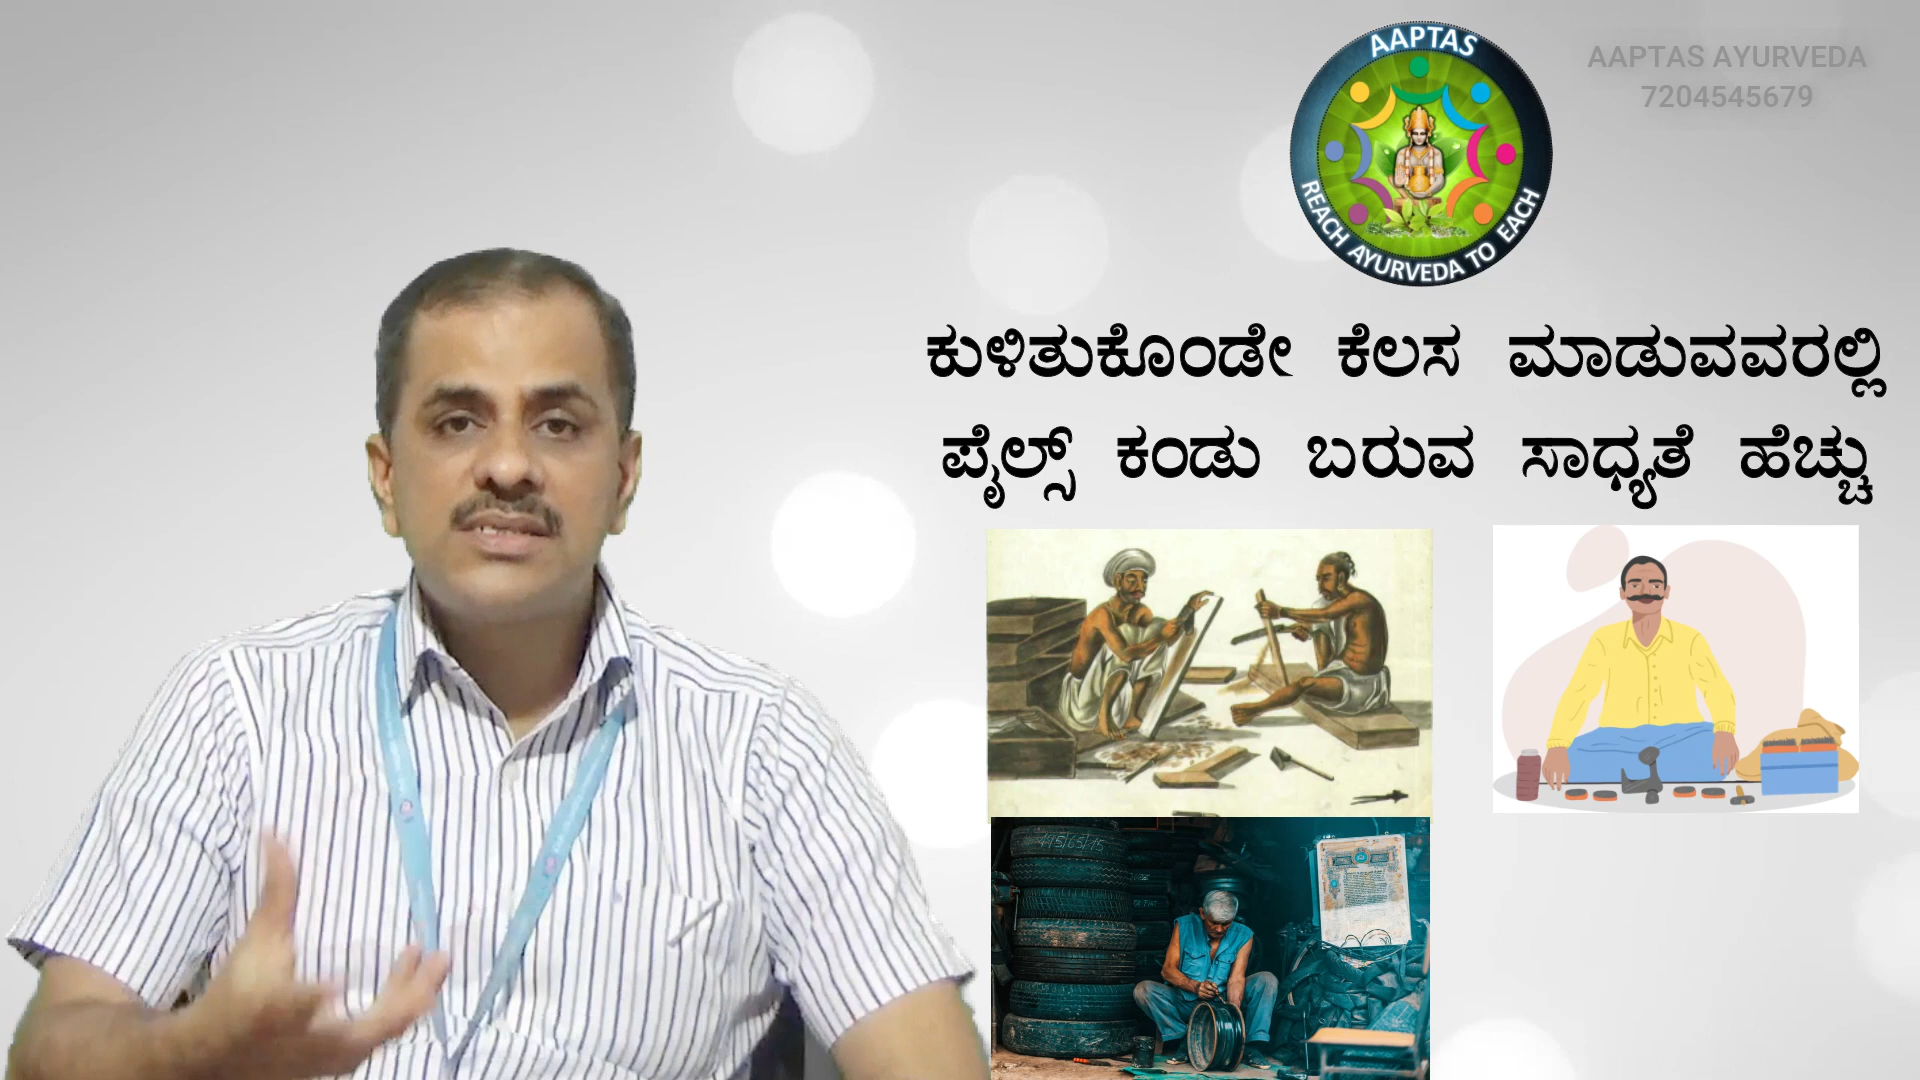 AAPTAS
REACH AYURVEDA TO EACH
AAPTAS AYURVEDA
7204545679
ಕುಳಿತುಕೊಂಡೇ ಕೆಲಸ ಮಾಡುವವರಲ್ಲಿ
ಪೈಲ್ಸ್ ಕಂಡು ಬರುವ ಸಾಧ್ಯತೆ ಹೆಚ್ಚು